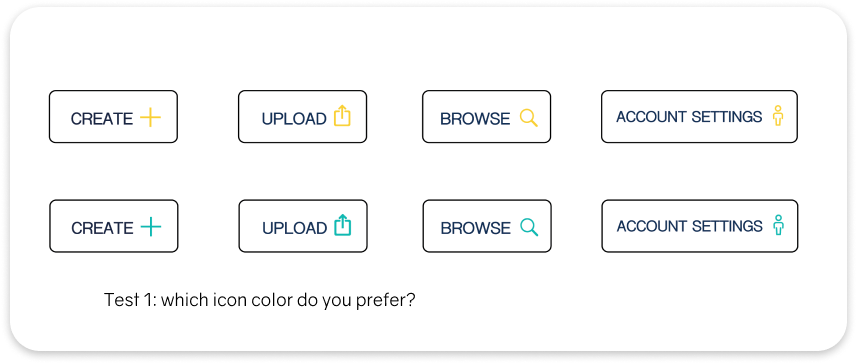 CREATE UPLOAD BROWSE ACCOUNT SETTINGS
CREATE UPLOAD BROWSE ACCOUNT SETTINGS
Test 1: which icon color do you prefer?